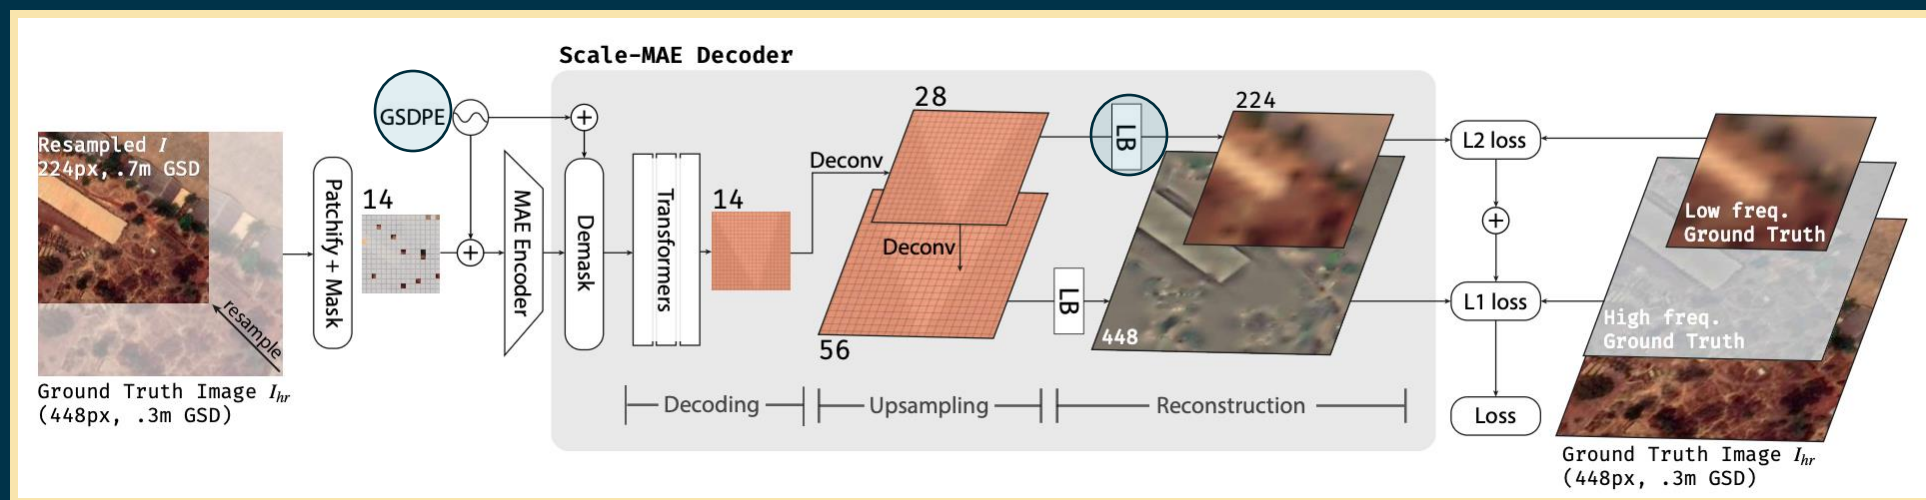 Scale-MAE Decoder
Resampled I
224px, .7m GSD
resample
Ground Truth Image Ihr
(448px, .3m GSD)
Patchify + Mask
14
GSDPE
+
+
MAE Encoder
Demask
Transformers
14
Deconv
28
Deconv
56
LB
LB
224
448
Decoding
Upsampling
Reconstruction
L2 loss
+
L1 loss
Loss
Low freq.
Ground Truth
High freq.
Ground Truth
Ground Truth Image Ihr
(448px, .3m GSD)